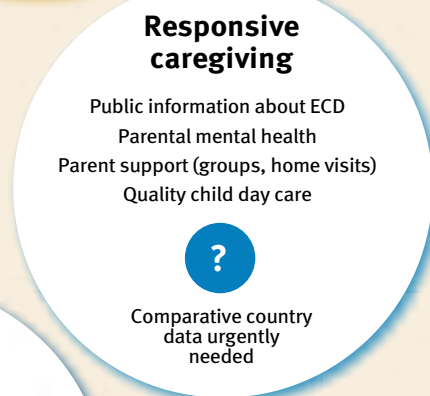 Responsive
caregiving
Public information about ECD
Parental mental health
Parent support (groups, home visits)
Quality child day care
?
Comparative country
data urgently
needed